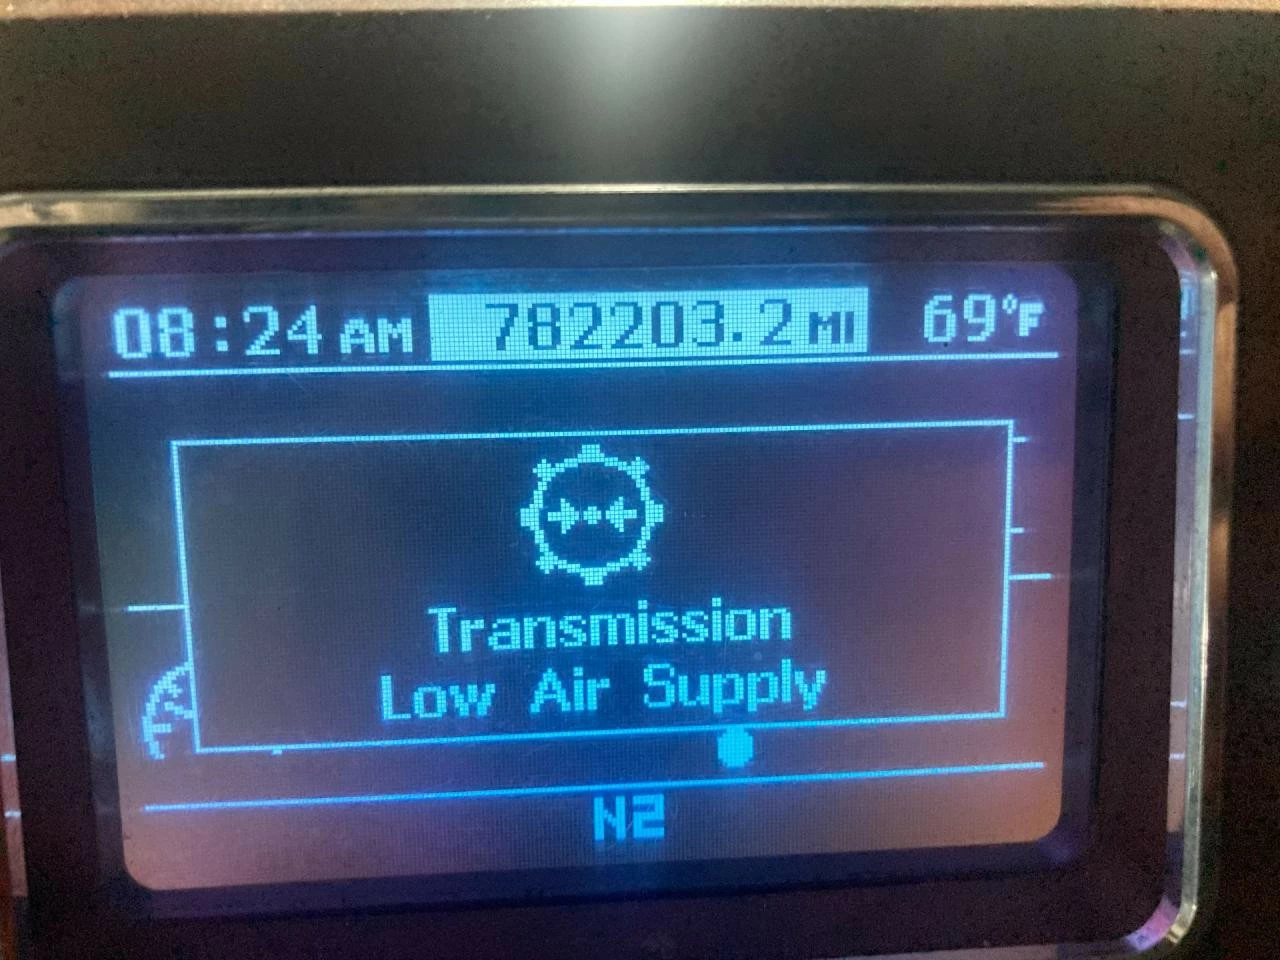 08:24 AM 782203.2 MI 69°F
Transmission
Low Air Supply
N2